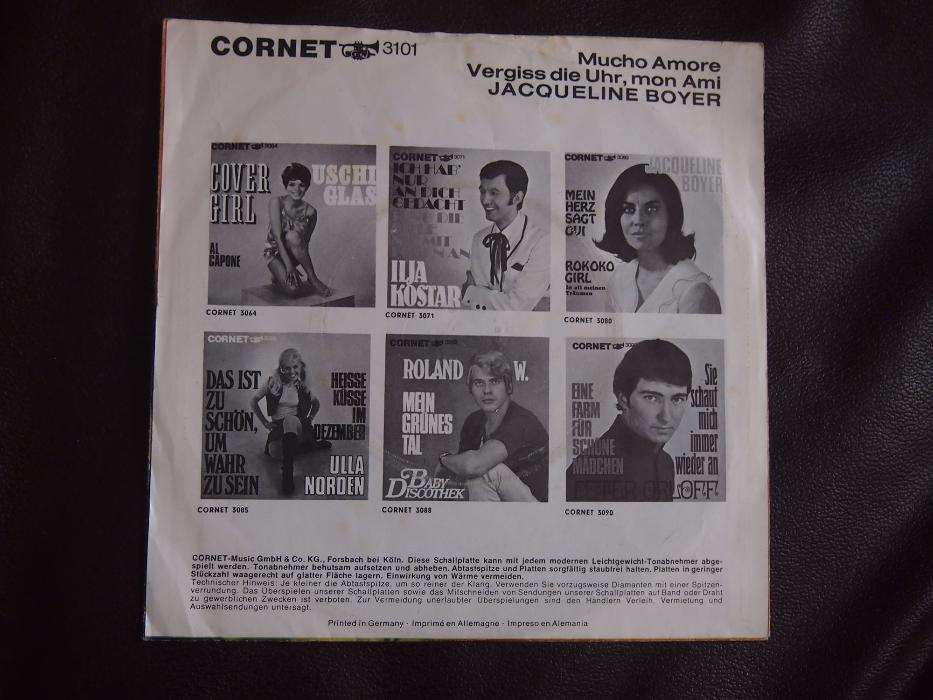 CORNET 3101
Mucho Amore
Vergiss die Uhr, mon Ami
JACQUELINE BOYER
CORNET 3064
COVER
GIRL
USCHI
GLAS
AL
CAPONE
CORNET 3064
CORNET 3071
ICH HAB'
NUR
AN DICH
GEDACHT
ILJA
KOSTAR
CORNET 3071
CORNET 3080
JACQUELINE
BOYER
MEIN
HERZ
SAGT
OUI
ROKOKO
GIRL
In all meinen
Träumen
CORNET 3080
CORNET
DAS IST
ZU
SCHÖN,
UM
WAHR
ZU SEIN
HEISSE
KÜSSE
IM
DEZEMBER
ULLA
NORDEN
CORNET 3085
CORNET
ROLAND W.
MEIN
GRÜNES
TAL
BABY
DISCOTHEK
CORNET 3088
CORNET
EINE
FARM
FÜR
SCHÖNE
MÄDCHEN
Sie
schaut
mich
immer
wieder an
PETER ORLOFF
CORNET 3090
CORNET-Music GmbH & Co. KG., Forsbach bei Köln. Diese Schallplatte kann mit jedem modernen Leichtgewicht-Tonabnehmer abge-
spielt werden. Tonabnehmer behutsam aufsetzen und abheben. Abtastspitze und Platten sorgfältig staubfrei halten, Platten in geringer
Stückzahl waagerecht auf glatter Fläche lagern. Einwirkung von Wärme vermeiden.
Technischer Hinweis: Je kleiner die Abtastspitze, um so reiner der Klang. Verwenden Sie vorzugsweise Diamanten mit einer Spitzen-
verrundung. Das Überspielen unserer Schallplatten sowie das Mitschneiden von Sendungen unserer Schallplatten auf Band oder Draht
zu gewerblichen Zwecken ist verboten. Zur Vermeidung unerlaubter Überspielungen sind den Händlern Verleih, Vermietung und
Auswahlsendungen untersagt.
Printed in Germany · Imprimé en Allemagne · Impreso en Alemania